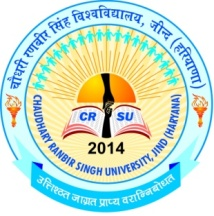 चौधरी रणबीर सिंह विश्वविद्यालय, जीन्द (हरियाणा)
CHAUDHARY RANBIR SINGH UNIVERSITY, JIND (HARYANA)
CR SU
2014
उत्तिष्ठत जाग्रत प्राप्य वरान्निबोधत